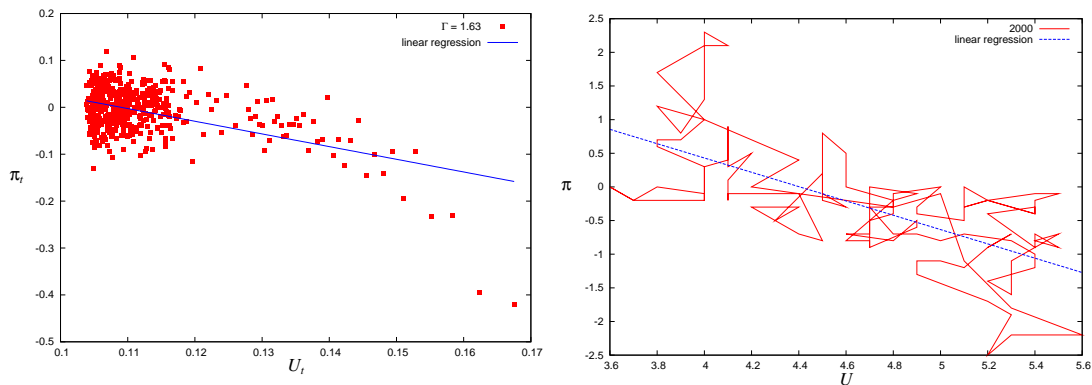 Γ = 1.63
linear regression
0.2
0.1
0
-0.1
-0.2
-0.3
-0.4
-0.5
π_t
0.1 0.11 0.12 0.13 0.14 0.15 0.16 0.17
U_t
2000
linear regression
2.5
2
1.5
1
0.5
0
-0.5
-1
-1.5
-2
-2.5
π
3.6 3.8 4 4.2 4.4 4.6 4.8 5 5.2 5.4 5.6
U